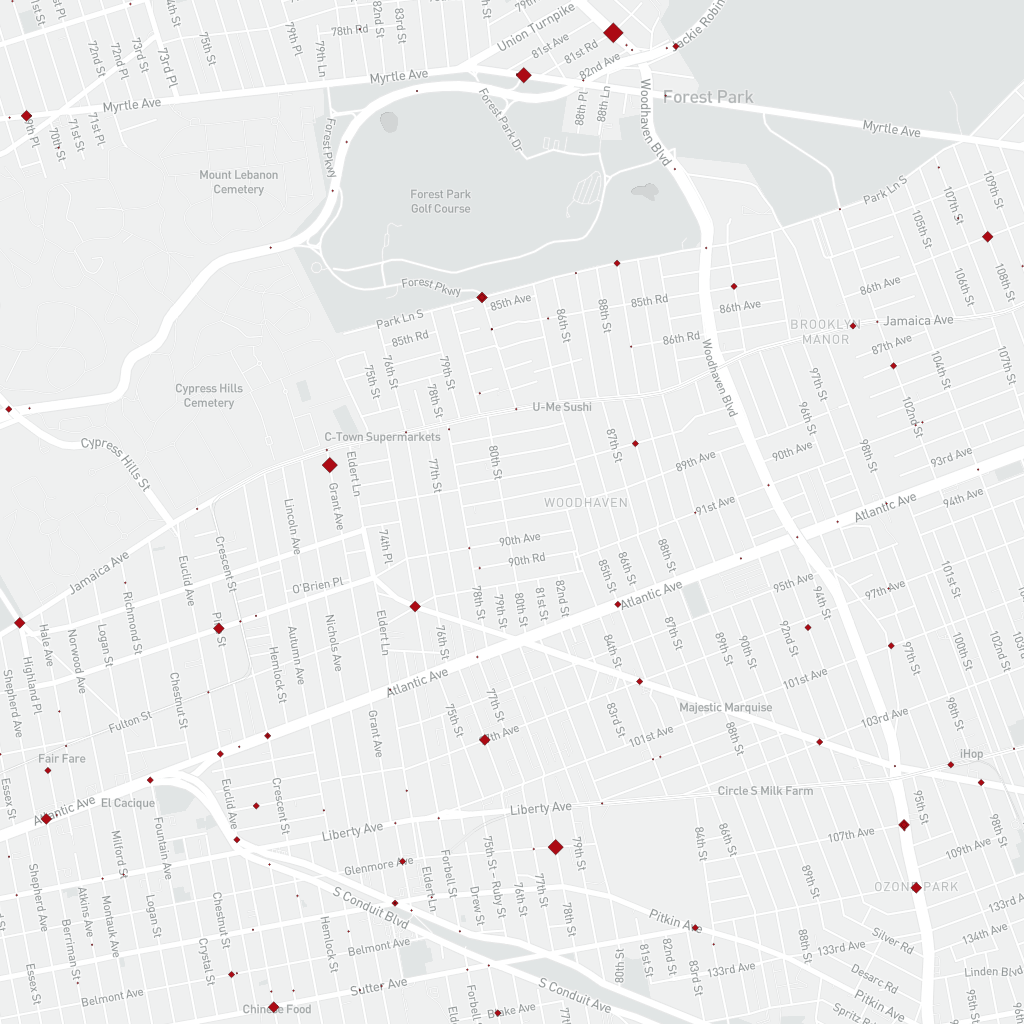 79th Pl
82nd St
83rd St
78th Rd
74th St
75th St
79th Pl
79th Ln
72nd St
72nd Pl
73rd St
73rd Pl
79th
Union Turnpike
81st Ave
81st Rd
82nd Ave
Jackie Robin
Myrtle Ave
Myrtle Ave
88th Pl
88th Ln
Forest Park
Woodhaven Blvd
Forest Park Dr
Myrtle Ave
70th St
71st St
71st Pl
Forest Pkwy
Mount Lebanon
Cemetery
Forest Park
Golf Course
Park Ln S
109th St
107th St
105th St
106th St
108th St
86th Ave
Forest Pkwy
85th Ave
85th Rd
88th St
86th St
86th Ave
Park Ln S
85th Rd
86th Rd
BROOKLYN
MANOR
Jamaica Ave
87th Ave
104th St
107th St
Woodhaven Blvd
79th St
76th St
75th St
78th St
97th St
96th St
102nd St
Cypress Hills
Cemetery
U-Me Sushi
C-Town Supermarkets
87th St
98th St
90th Ave
93rd Ave
89th Ave
Cypress Hills St
80th St
77th St
Eldert Ln
Grant Ave
Lincoln Ave
WOODHAVEN
91st Ave
Atlantic Ave
94th Ave
Crescent St
74th Pl
90th Ave
90th Rd
Jamaica Ave
Euclid Ave
O'Brien Pl
88th St
86th St
85th St
82nd St
81st St
80th St
79th St
78th St
Atlantic Ave
95th Ave
94th St
97th Ave
101st St
Richmond St
Logan St
Norwood Ave
Hale Ave
Highland Pl
Shepherd Ave
Pine St
Autumn Ave
Nichols Ave
Eldert Ln
76th St
Hemlock St
84th St
87th St
89th St
90th St
92nd St
97th St
100th St
102nd St
103rd
Chestnut St
Atlantic Ave
101st Ave
Fulton St
Grant Ave
75th St
77th St
83rd St
101st Ave
Majestic Marquise
103rd Ave
98th St
Fair Fare
iHop
Essex St
Atlantic Ave
El Cacique
Euclid Ave
Crescent St
Circle S Milk Farm
Liberty Ave
Liberty Ave
95th St
98th St
Milford St
Fountain Ave
Glenmore Ave
Forbell St
75th St – Ruby St
79th St
84th St
86th St
107th Ave
109th Ave
Shepherd Ave
Atkins Ave
Montauk Ave
Berriman St
Logan St
Chestnut St
Crystal St
Hemlock St
S Conduit Blvd
Eldert Ln
Drew St
76th St
77th St
78th St
89th St
OZONE PARK
133rd Ave
Pitkin Ave
Silver Rd
134th Ave
88th St
133rd Ave
Belmont Ave
80th St
81st St
82nd St
83rd St
133rd Ave
Desarc Rd
Linden Blvd
Essex St
Belmont Ave
Sutter Ave
Chinese Food
Forbell St
Blake Ave
S Conduit Ave
77th St
Pitkin Ave
Spritz Rd